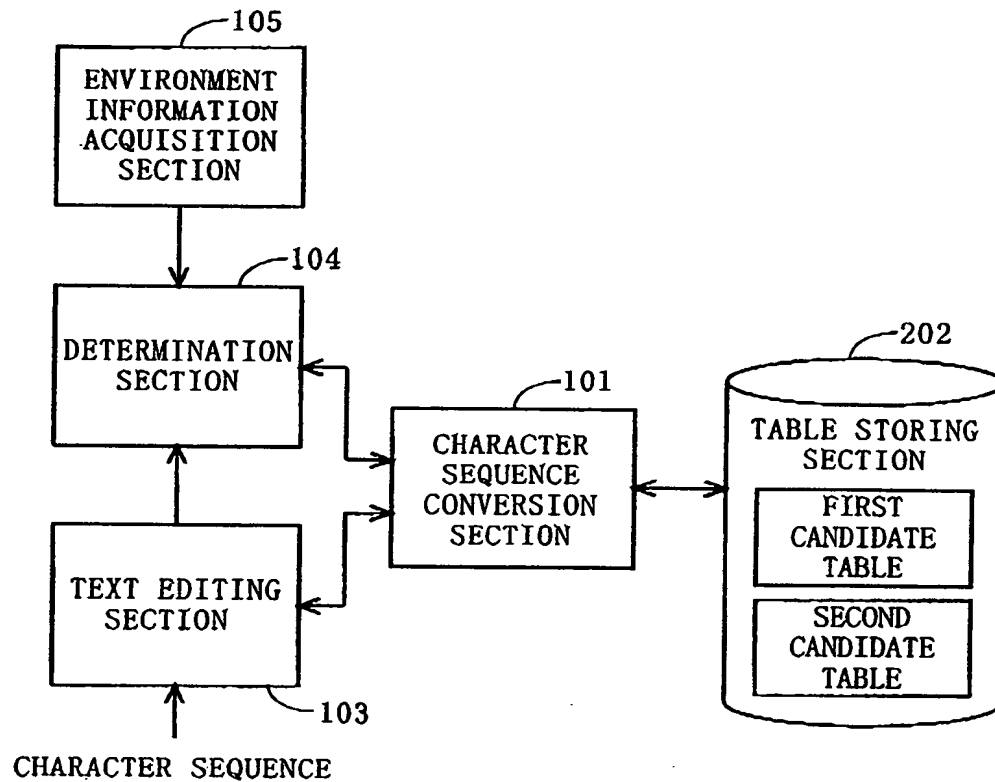 105
ENVIRONMENT
INFORMATION
ACQUISITION
SECTION
104
DETERMINATION
SECTION
202
101
TABLE STORING
SECTION
CHARACTER
SEQUENCE
CONVERSION
SECTION
FIRST
CANDIDATE
TABLE
TEXT EDITING
SECTION
SECOND
CANDIDATE
TABLE
103
CHARACTER SEQUENCE